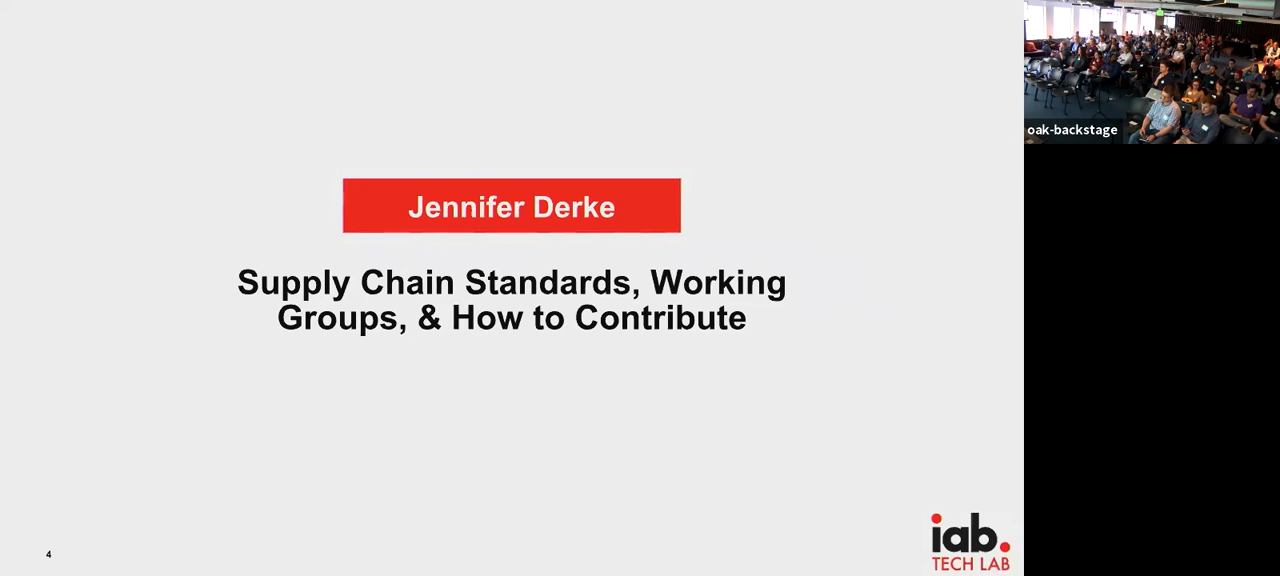 Jennifer Derke
Supply Chain Standards, Working
Groups, & How to Contribute
4
iab.
TECH LAB
oak-backstage